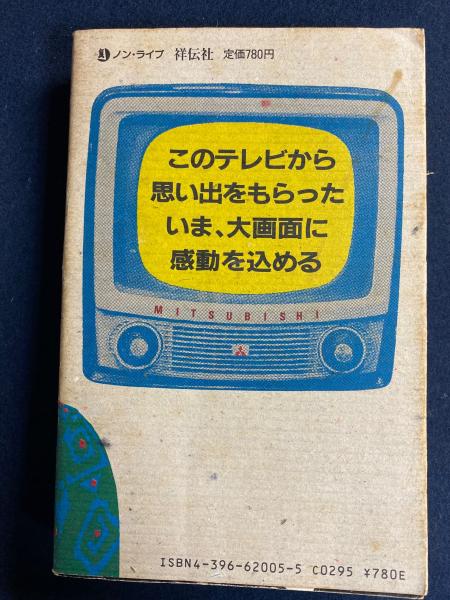 ノン・ライブ 祥伝社 定価780円
このテレビから
思い出をもらった
いま、大画面に
感動を込める
MITSUBISHI
ISBN4-396-62005-5 C0295 ¥780E